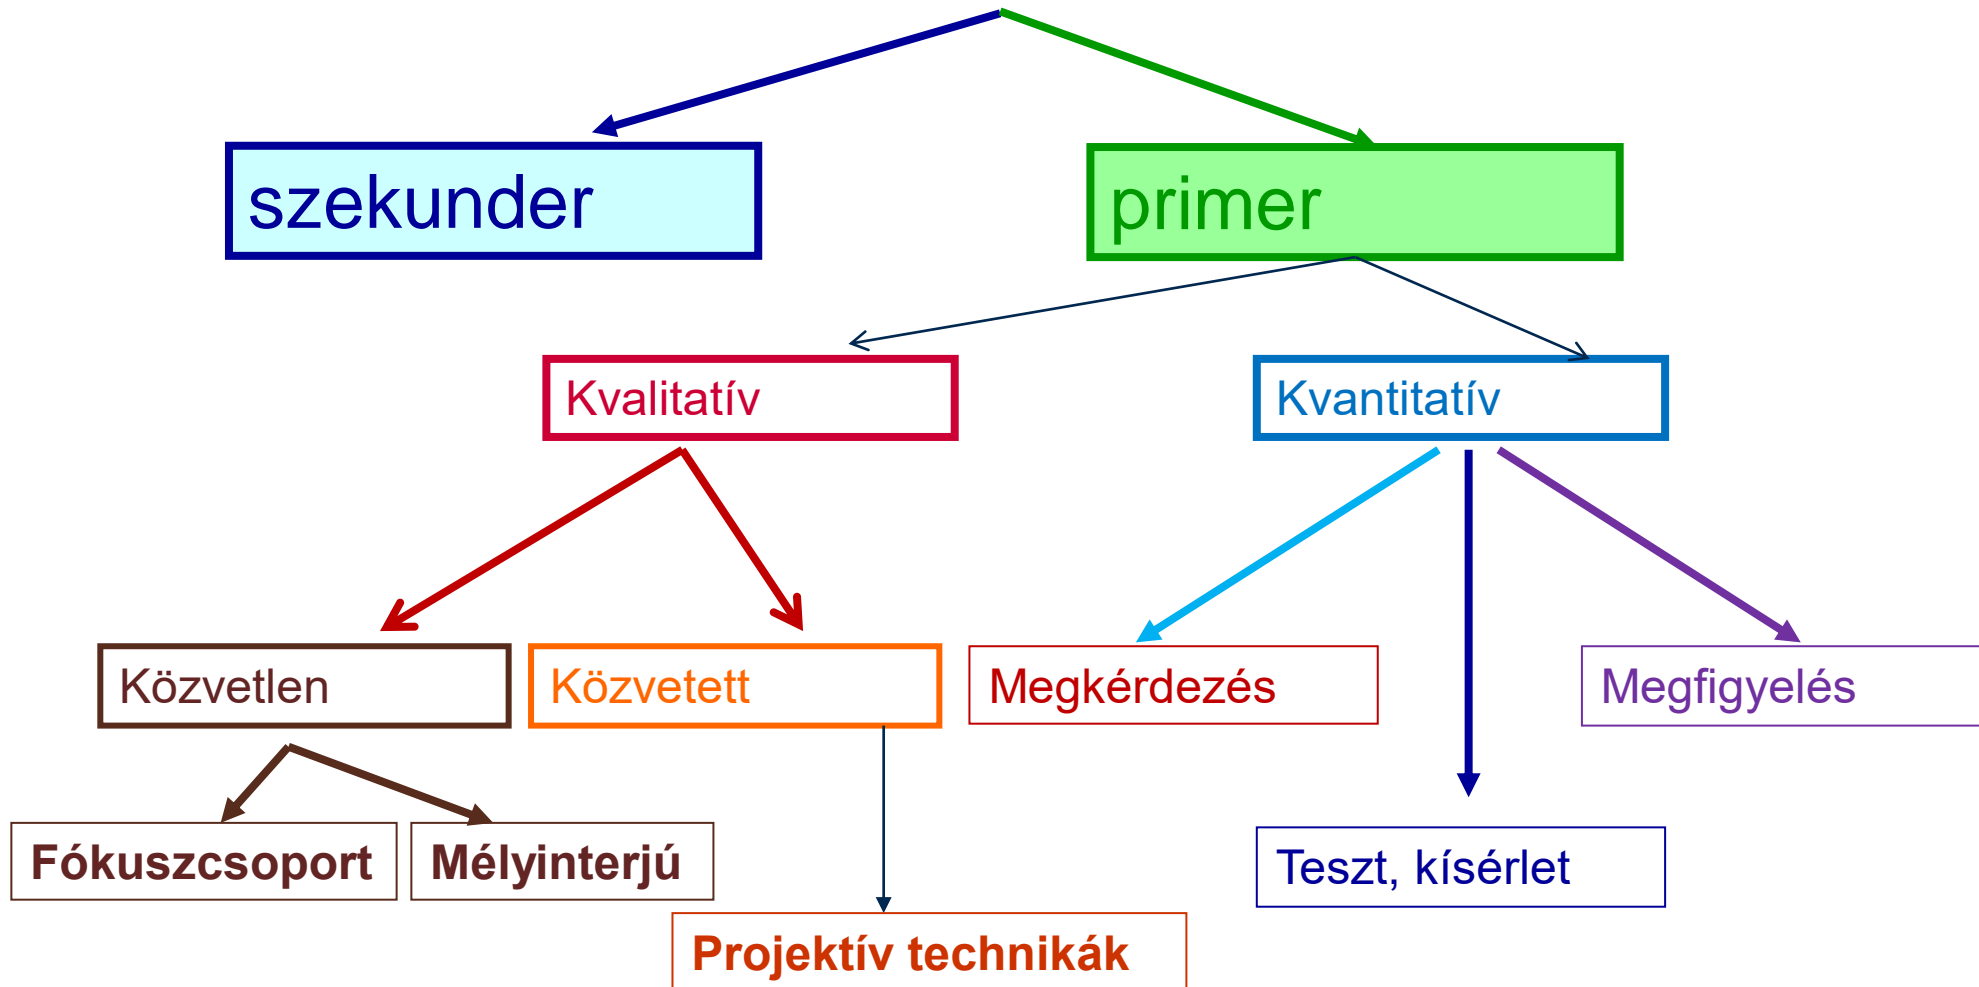 szekunder
primer
Kvalitatív
Kvantitatív
Közvetlen
Közvetett
Megkérdezés
Megfigyelés
Fókuszcsoport
Mélyinterjú
Teszt, kísérlet
Projektív technikák